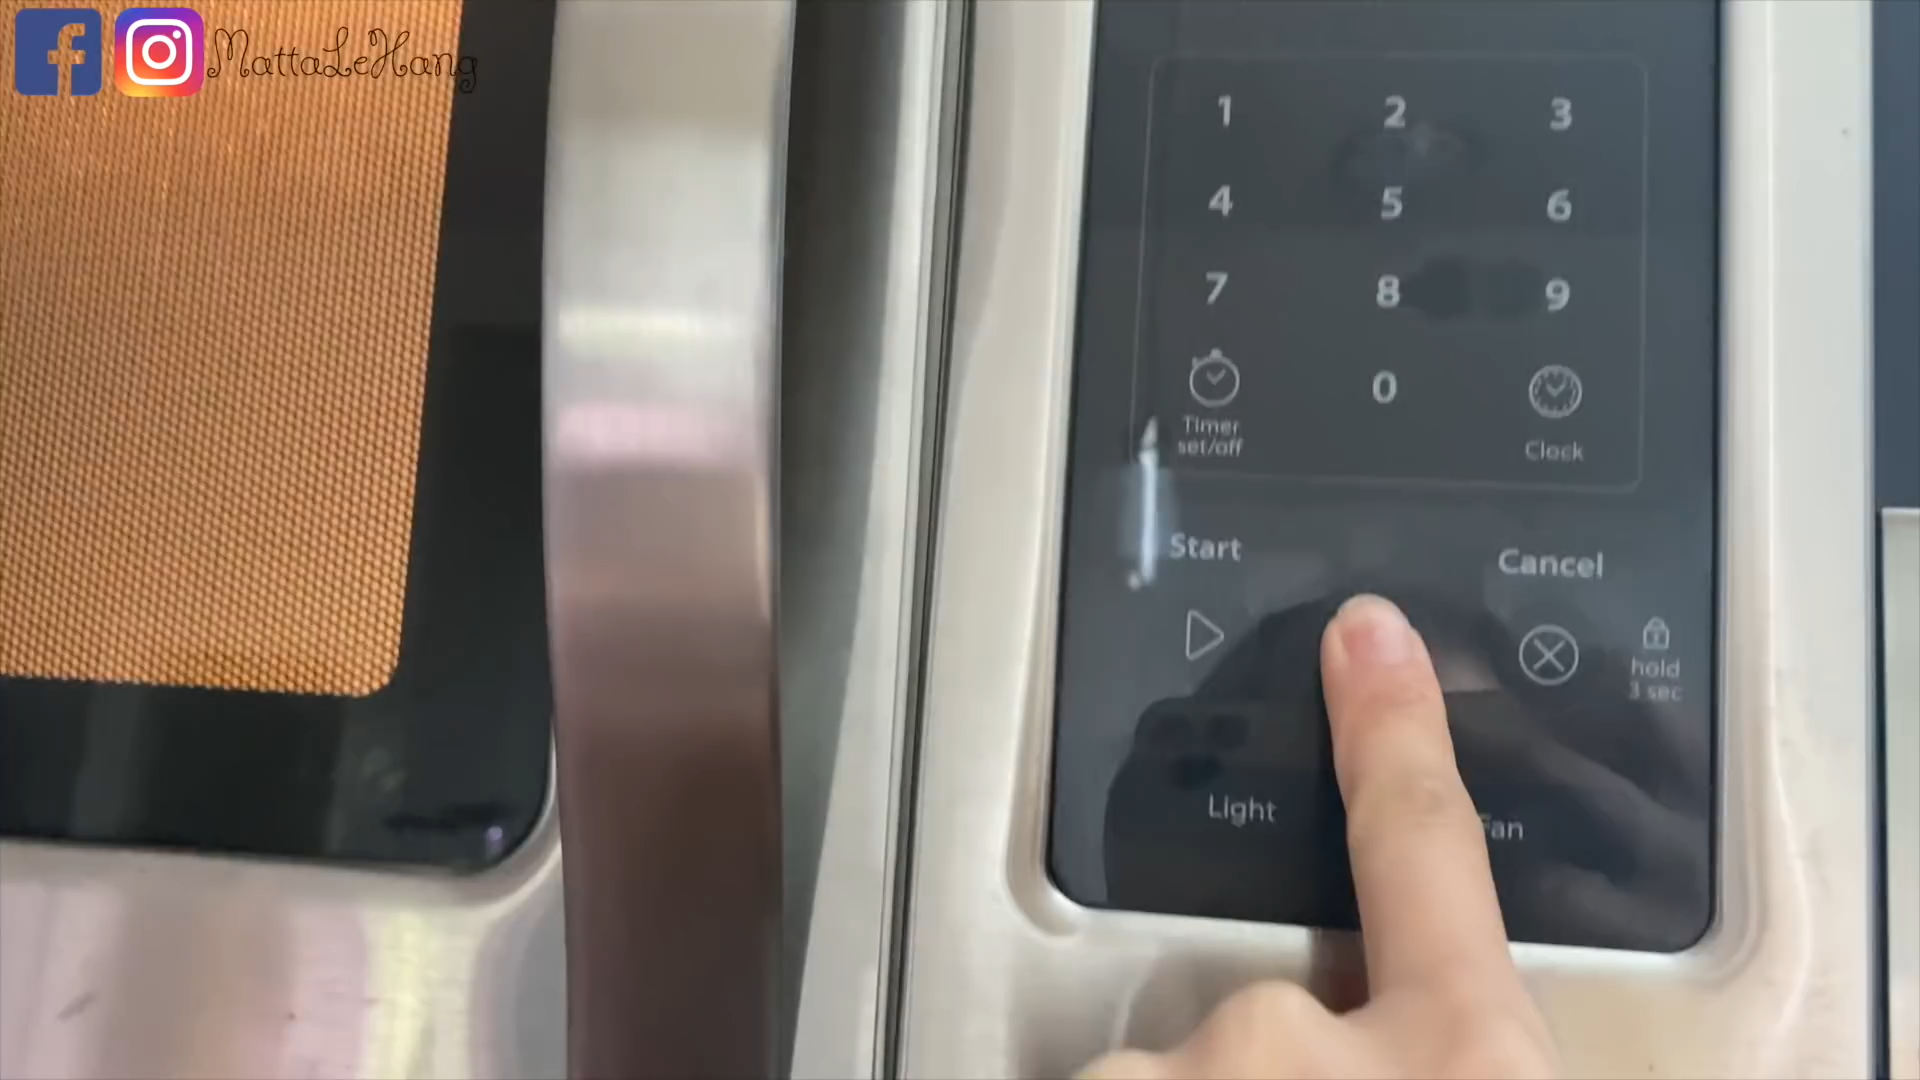 MattaLeHang
1 2 3
4 5 6
7 8 9
0
Timer
set/off
Clock
Start
Cancel
hold
3 sec
Light
Fan